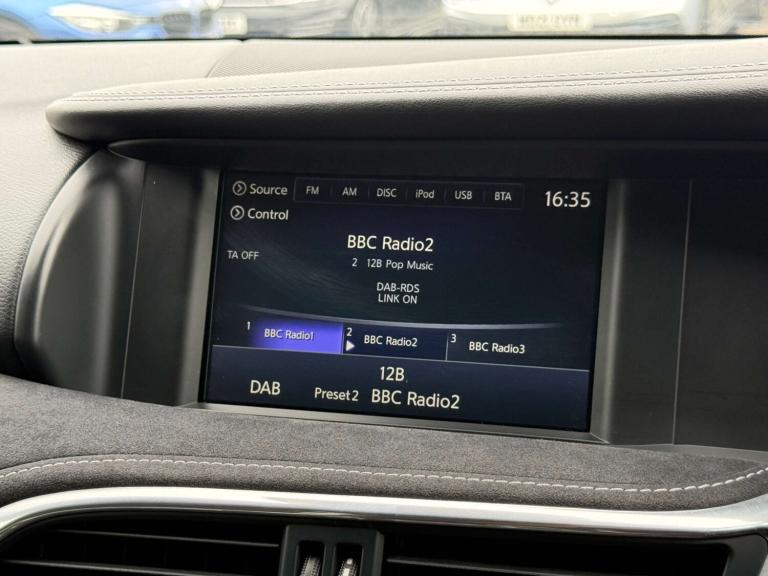 Source FM AM DISC iPod USB BTA 16:35
Control
BBC Radio2
TA OFF
2 12B Pop Music
DAB-RDS
LINK ON
1 BBC Radio1 2 BBC Radio2 3 BBC Radio3
12B
DAB Preset2 BBC Radio2